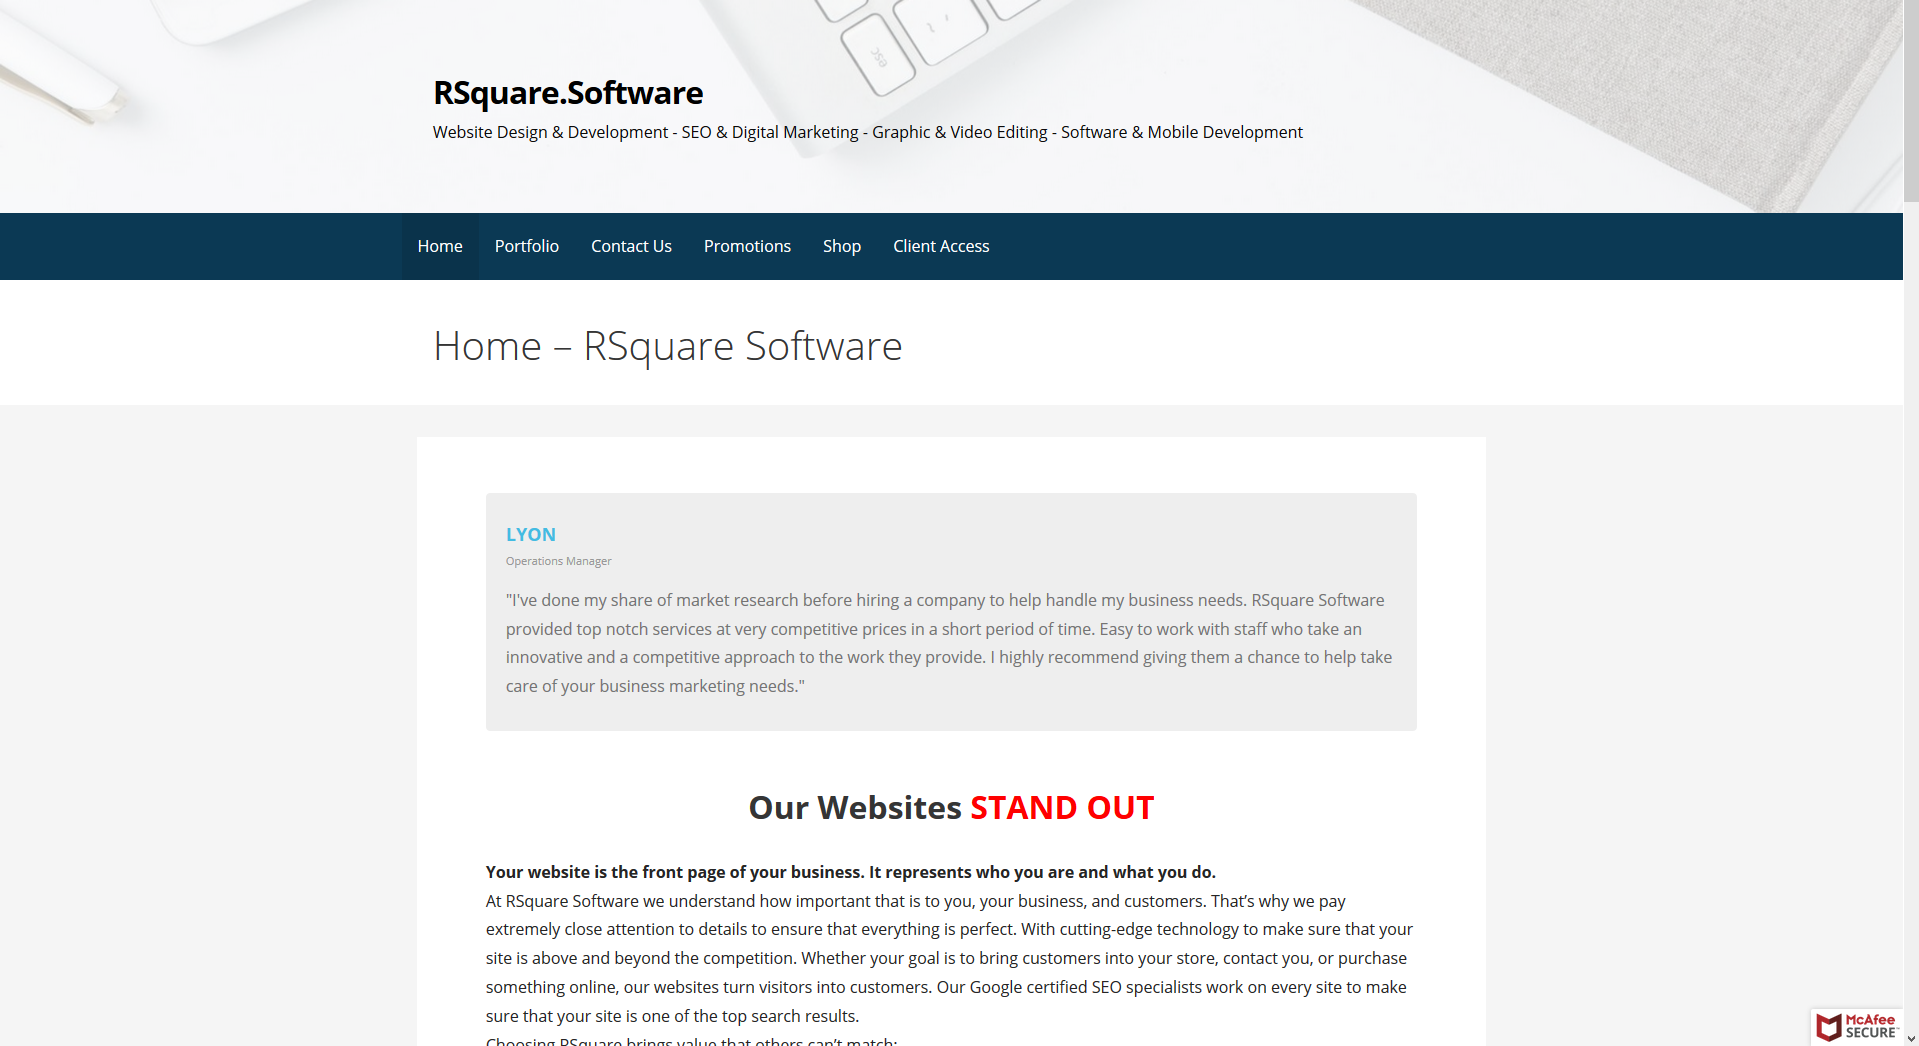 esc
RSquare.Software
Website Design & Development - SEO & Digital Marketing - Graphic & Video Editing - Software & Mobile Development
Home Portfolio Contact Us Promotions Shop Client Access
Home – RSquare Software
LYON
Operations Manager
"I've done my share of market research before hiring a company to help handle my business needs. RSquare Software
provided top notch services at very competitive prices in a short period of time. Easy to work with staff who take an
innovative and a competitive approach to the work they provide. I highly recommend giving them a chance to help take
care of your business marketing needs."
Our Websites STAND OUT
Your website is the front page of your business. It represents who you are and what you do.
At RSquare Software we understand how important that is to you, your business, and customers. That’s why we pay
extremely close attention to details to ensure that everything is perfect. With cutting-edge technology to make sure that your
site is above and beyond the competition. Whether your goal is to bring customers into your store, contact you, or purchase
something online, our websites turn visitors into customers. Our Google certified SEO specialists work on every site to make
sure that your site is one of the top search results.
Choosing RSquare brings value that others can’t match:
McAfee
SECURE™